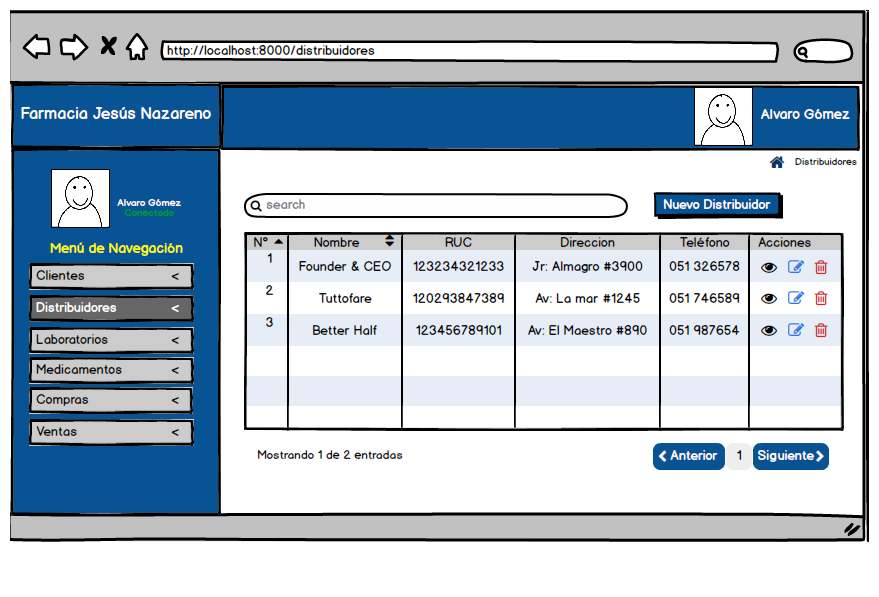 http://localhost:8000/distribuidores
Farmacia Jesús Nazareno
Alvaro Gómez
Distribuidores
Alvaro Gómez
Conectado
search
Nuevo Distribuidor
Menú de Navegación
Clientes <
Distribuidores <
Laboratorios <
Medicamentos <
Compras <
Ventas <
N° Nombre RUC Direccion Teléfono Acciones
1 Founder & CEO 123234321233 Jr: Almagro #3900 051 326578
2 Tuttofare 120293847389 Av: La mar #1245 051 746589
3 Better Half 123456789101 Av: El Maestro #890 051 987654
Mostrando 1 de 2 entradas
Anterior 1 Siguiente